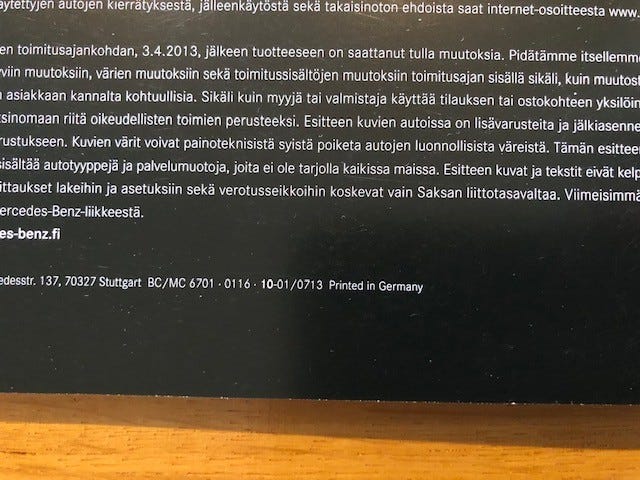 äytettyjen autojen kierrätyksestä, jälleenkäytöstä sekä takaisinoton ehdoista saat internet-osoitteesta www.
en toimitusajankohdan, 3.4.2013, jälkeen tuotteeseen on saattanut tulla muutoksia. Pidätämme itsellemme
yviin muutoksiin, värien muutoksiin sekä toimitussisältöjen muutoksiin toimitusajan sisällä sikäli, kuin muutost
n asiakkaan kannalta kohtuullisia. Sikäli kuin myyjä tai valmistaja käyttää tilauksen tai ostokohteen yksilöin
tsinomaan riitä oikeudellisten toimien perusteeksi. Esitteen kuvien autoissa on lisävarusteita ja jälkiasenne
rustukseen. Kuvien värit voivat painoteknisistä syistä poiketa autojen luonnollisista väreistä. Tämän esitteen
sisältää autotyyppejä ja palvelumuotoja, joita ei ole tarjolla kaikissa maissa. Esitteen kuvat ja tekstit eivät kelp
ittaukset lakeihin ja asetuksiin sekä verotusseikkoihin koskevat vain Saksan liittotasavaltaa. Viimeisimmä
ercedes-Benz-liikkeestä.
es-benz.fi
edesstr. 137, 70327 Stuttgart BC/MC 6701 · 0116 · 10-01/0713 Printed in Germany